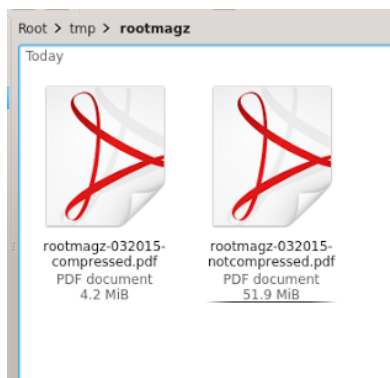 Root > tmp > rootmagz
Today
rootmagz-032015-
compressed.pdf
PDF document
4.2 MiB
rootmagz-032015-
notcompressed.pdf
PDF document
51.9 MiB